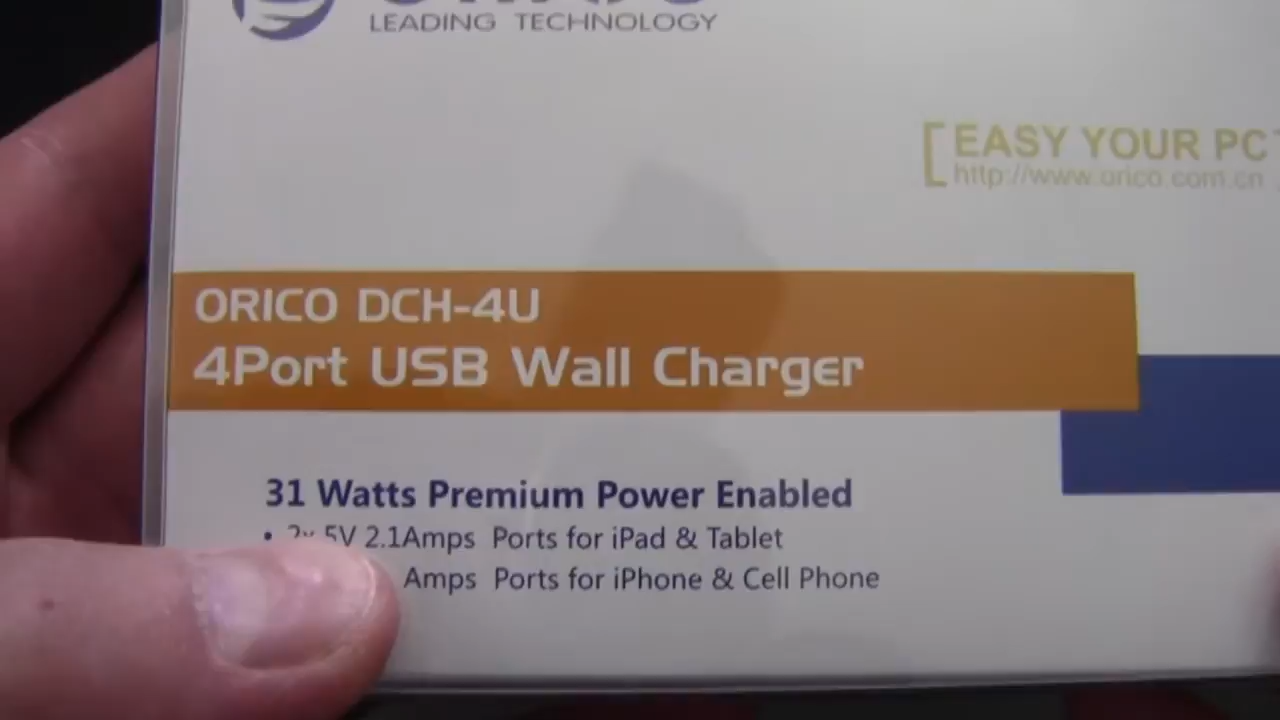 LEADING TECHNOLOGY
[EASY YOUR PC
http://www.orico.com.cn
ORICO DCH-4U
4Port USB Wall Charger
31 Watts Premium Power Enabled
• 2x 5V 2.1Amps Ports for iPad & Tablet
Amps Ports for iPhone & Cell Phone